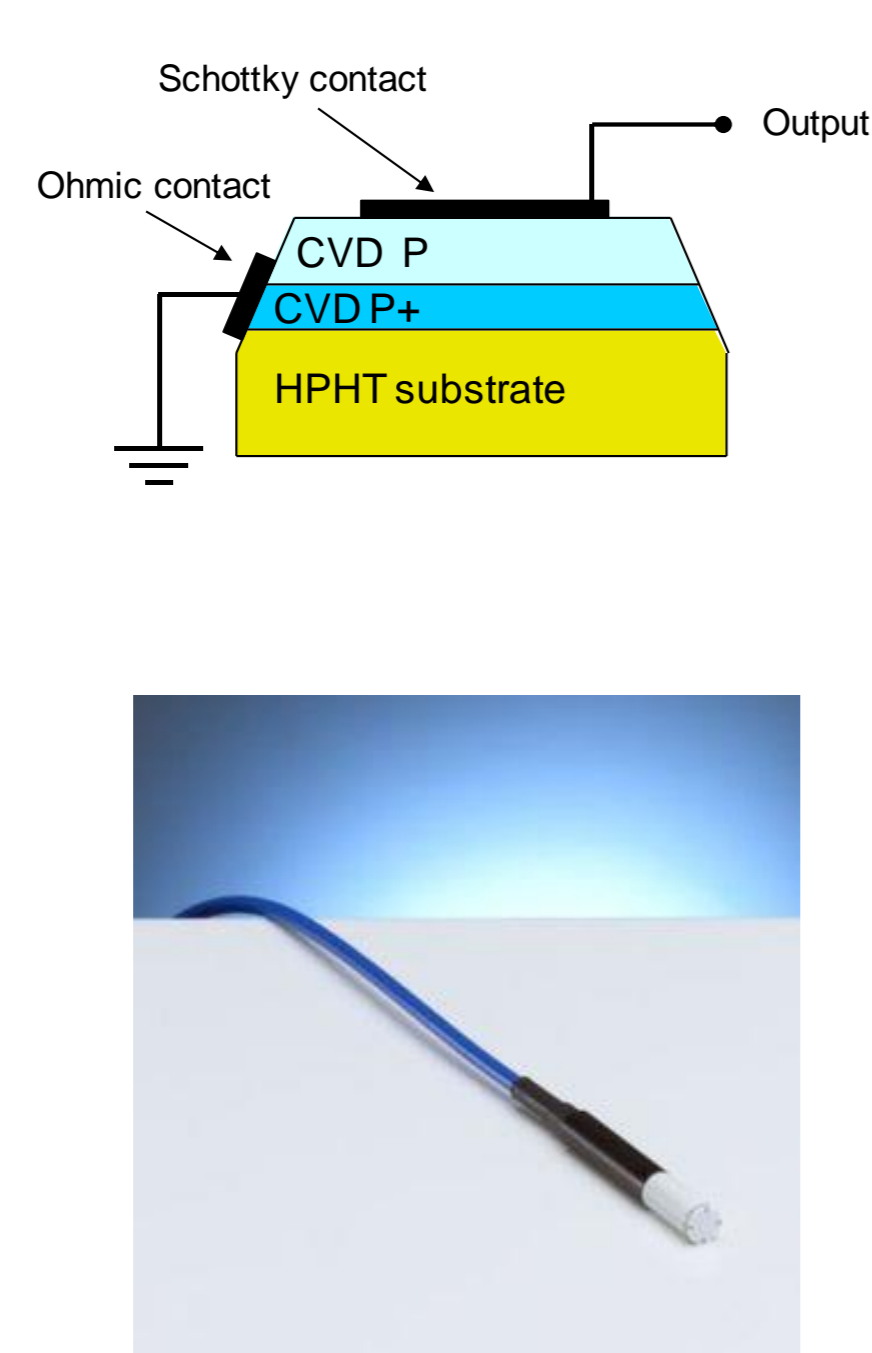 Schottky contact
Output
Ohmic contact
CVD P
CVD P+
HPHT substrate